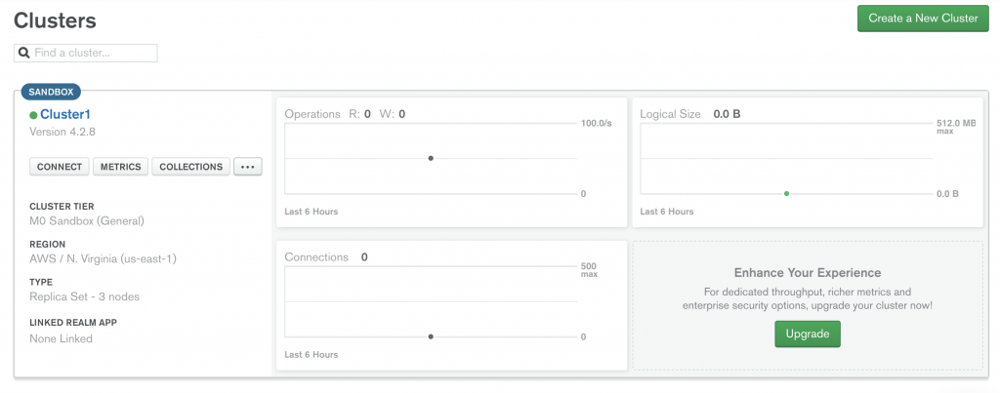 Clusters
Create a New Cluster
Find a cluster...
SANDBOX
Cluster1
Version 4.2.8
CONNECT
METRICS
COLLECTIONS
...
CLUSTER TIER
M0 Sandbox (General)
REGION
AWS / N. Virginia (us-east-1)
TYPE
Replica Set - 3 nodes
LINKED REALM APP
None Linked
Operations R: 0 W: 0
100.0/s
0
Last 6 Hours
Logical Size 0.0 B
512.0 MB
max
0.0 B
Last 6 Hours
Connections 0
500
max
0
Last 6 Hours
Enhance Your Experience
For dedicated throughput, richer metrics and
enterprise security options, upgrade your cluster now!
Upgrade